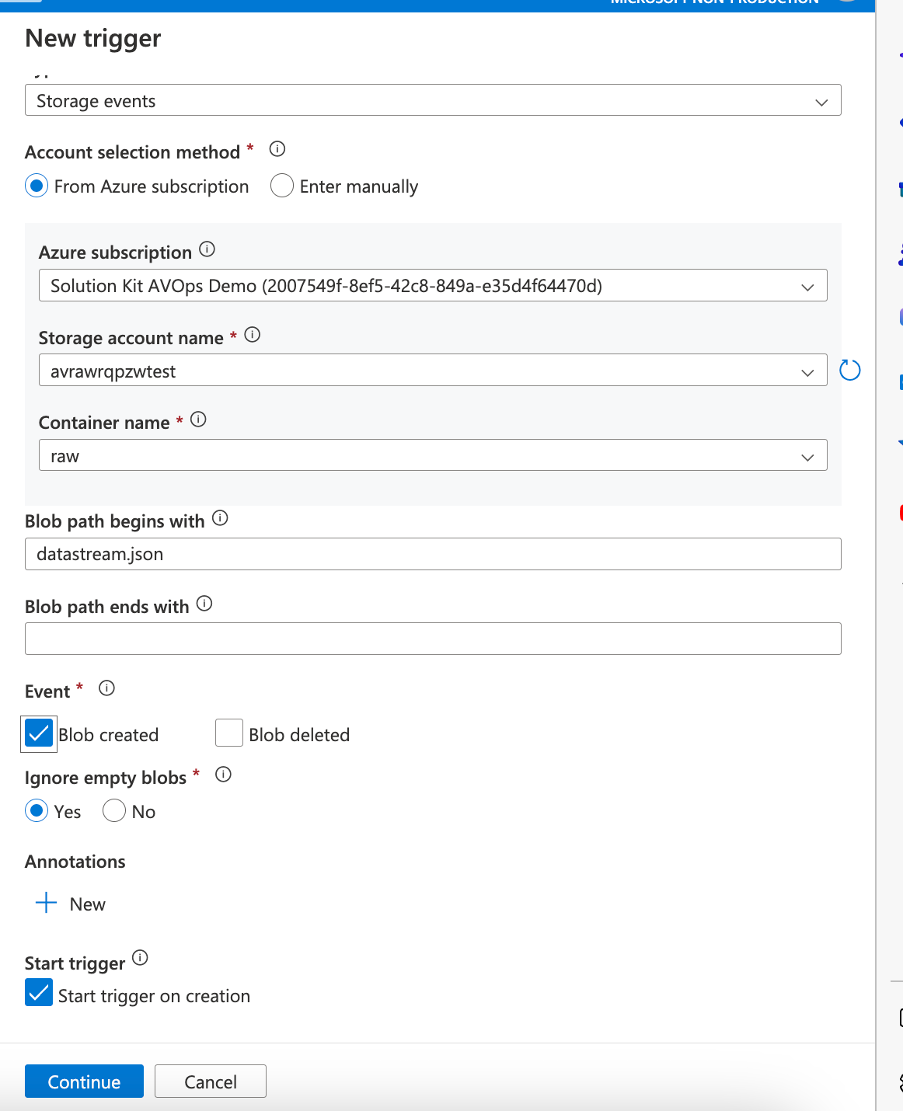 MICROSOFT NON-PRODUCTION
New trigger
Storage events
Account selection method *
From Azure subscription Enter manually
Azure subscription
Solution Kit AVOps Demo (2007549f-8ef5-42c8-849a-e35d4f64470d)
Storage account name *
avrawrqpzwtest
Container name *
raw
Blob path begins with
datastream.json
Blob path ends with
Event *
Blob created Blob deleted
Ignore empty blobs *
Yes No
Annotations
New
Start trigger
Start trigger on creation
Continue Cancel